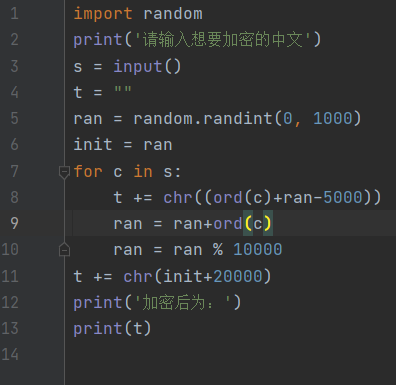 1 import random
2 print('请输入想要加密的中文')
3 s = input()
4 t = ""
5 ran = random.randint(0, 1000)
6 init = ran
7 for c in s:
8     t += chr((ord(c)+ran-5000))
9     ran = ran+ord(c)
10     ran = ran % 10000
11 t += chr(init+20000)
12 print('加密后为：')
13 print(t)
14